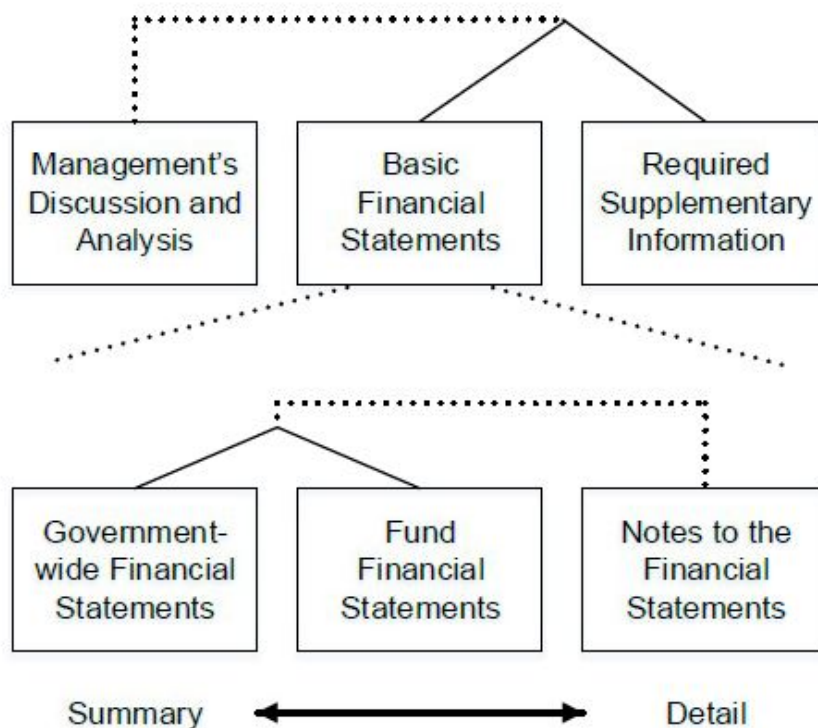 Management's
Discussion and
Analysis
Basic
Financial
Statements
Required
Supplementary
Information
Government-
wide Financial
Statements
Fund
Financial
Statements
Notes to the
Financial
Statements
Summary
Detail